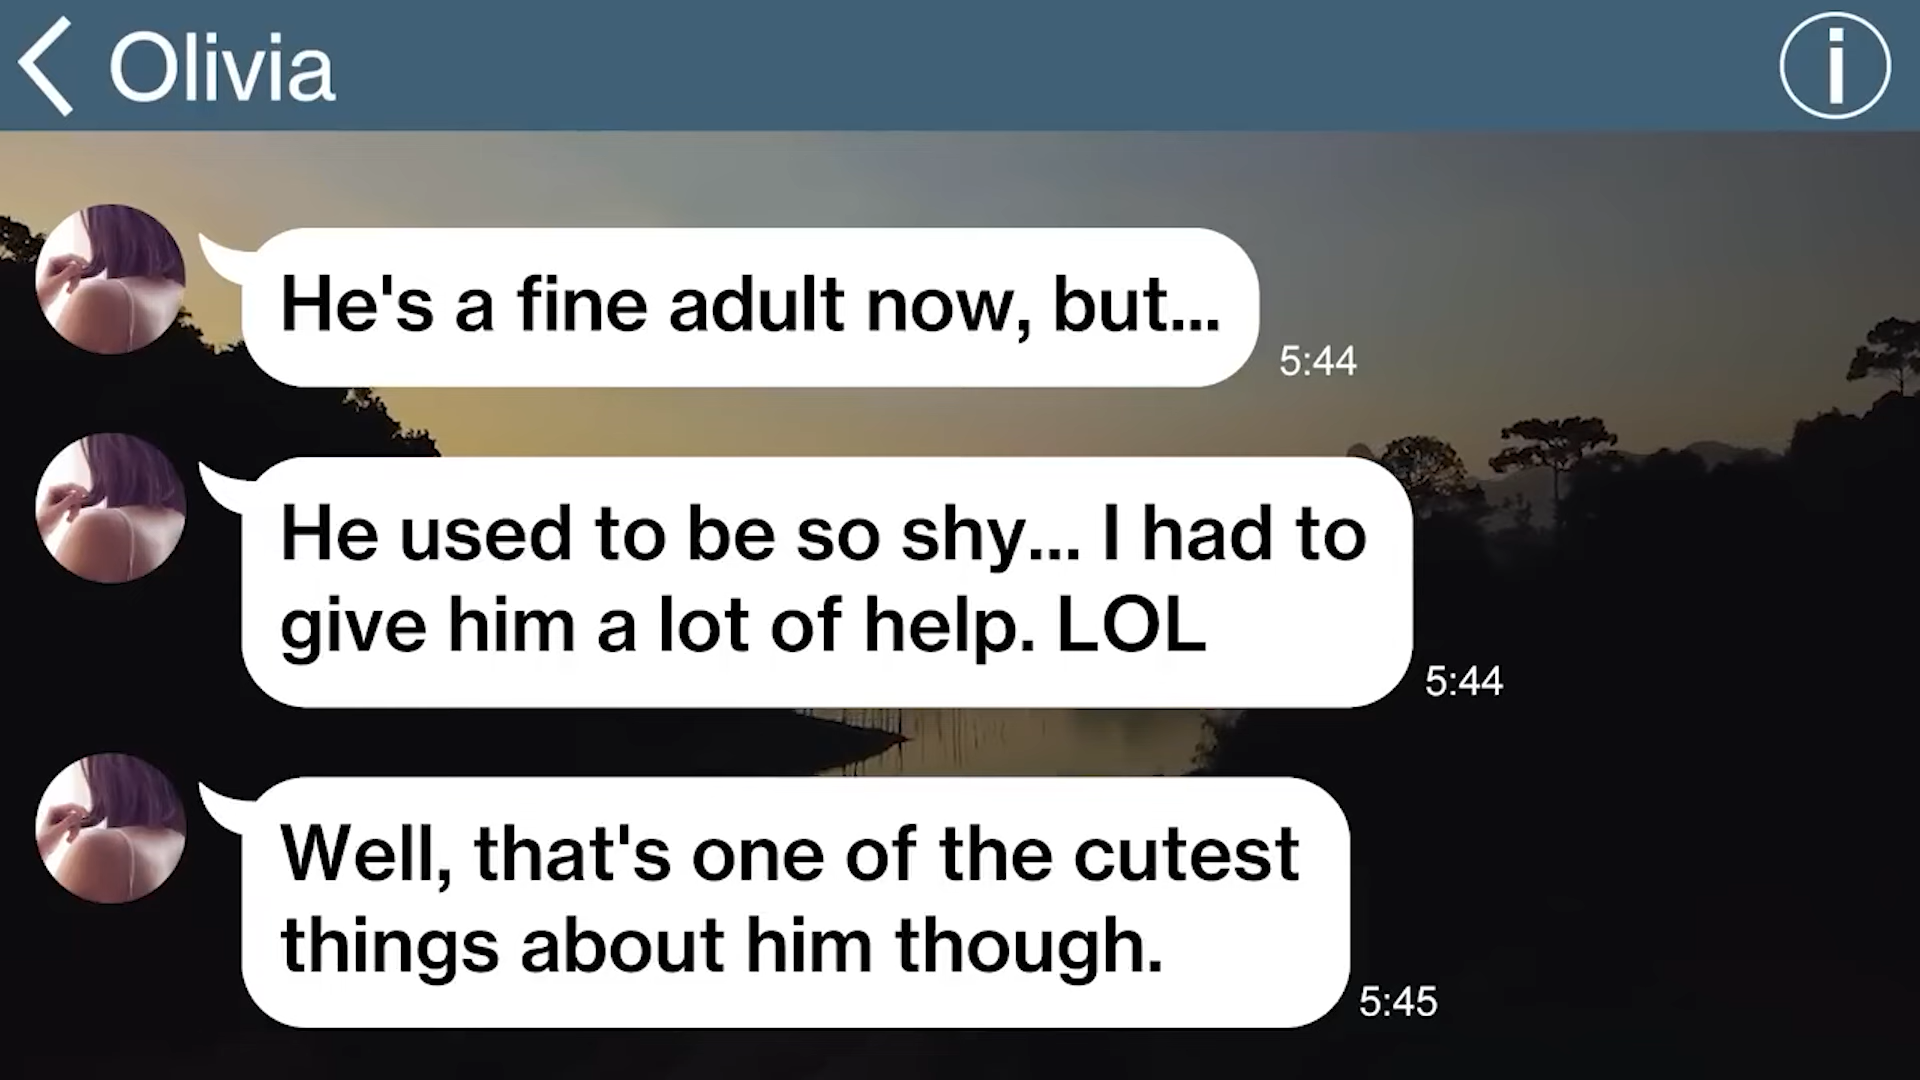 Olivia
He's a fine adult now, but...
5:44
He used to be so shy... I had to
give him a lot of help. LOL
5:44
Well, that's one of the cutest
things about him though.
5:45